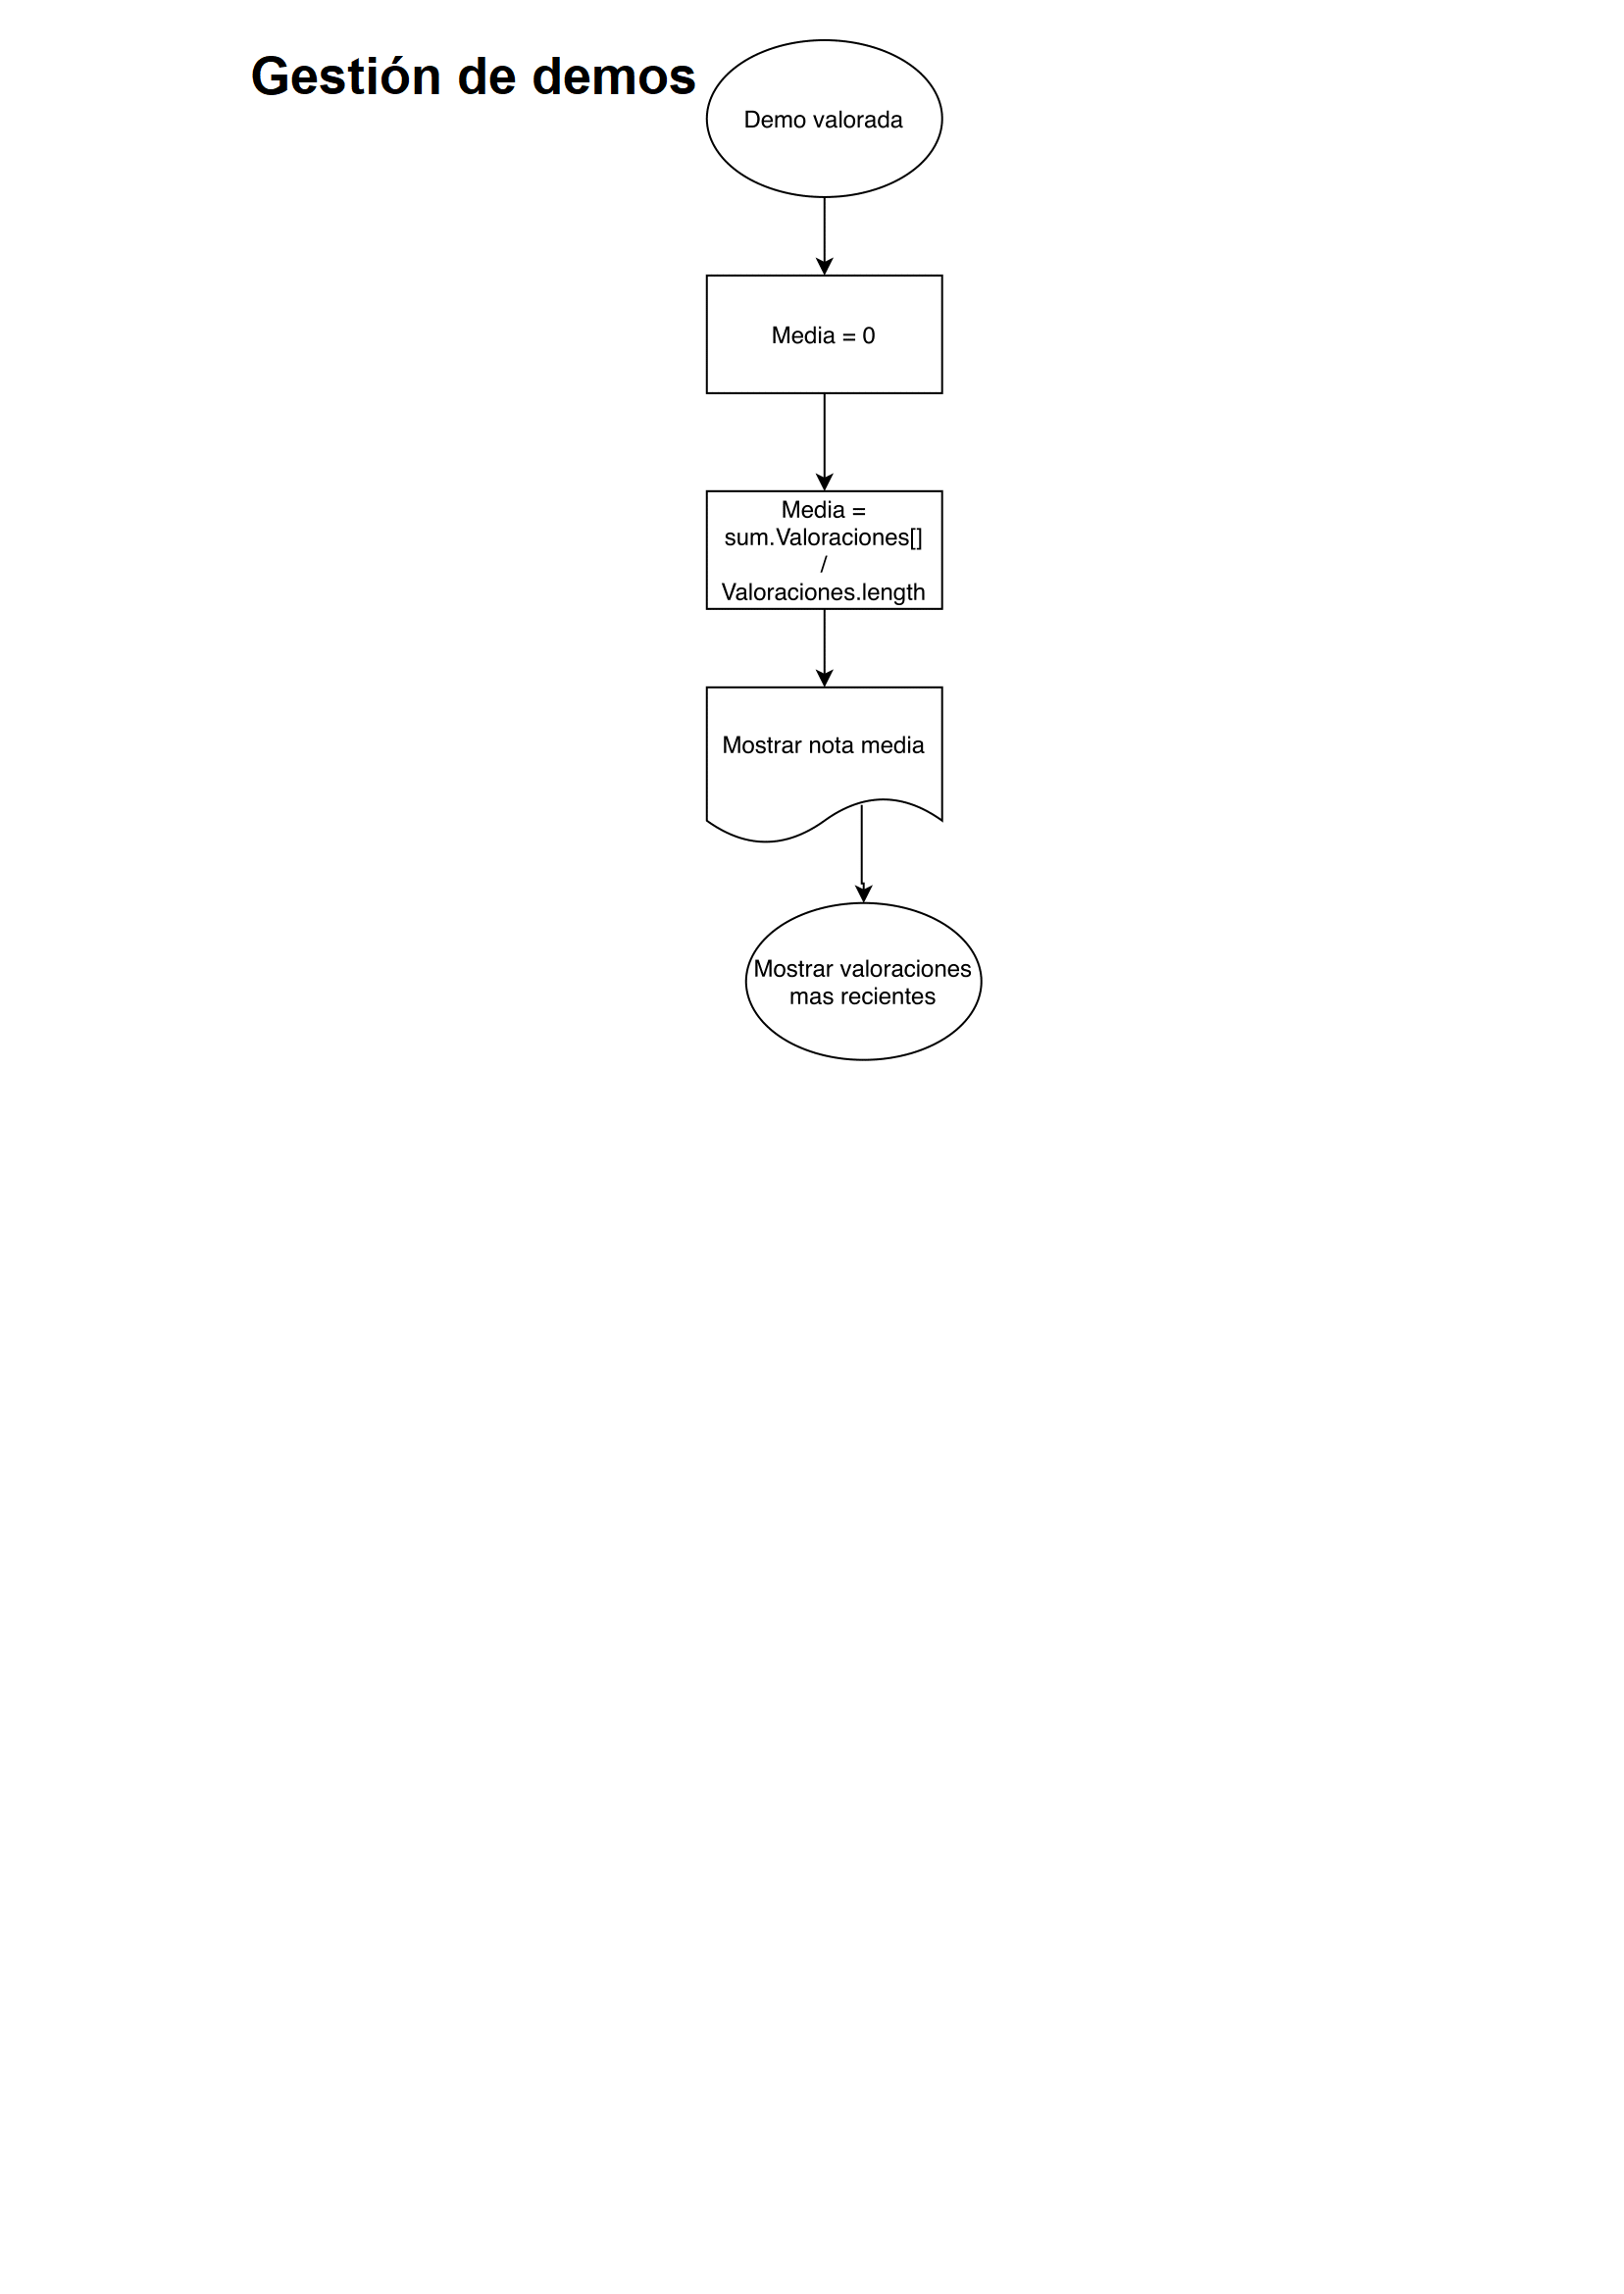 Gestión de demos
Demo valorada
Media = 0
Media =
sum.Valoraciones[]
/
Valoraciones.length
Mostrar nota media
Mostrar valoraciones
mas recientes